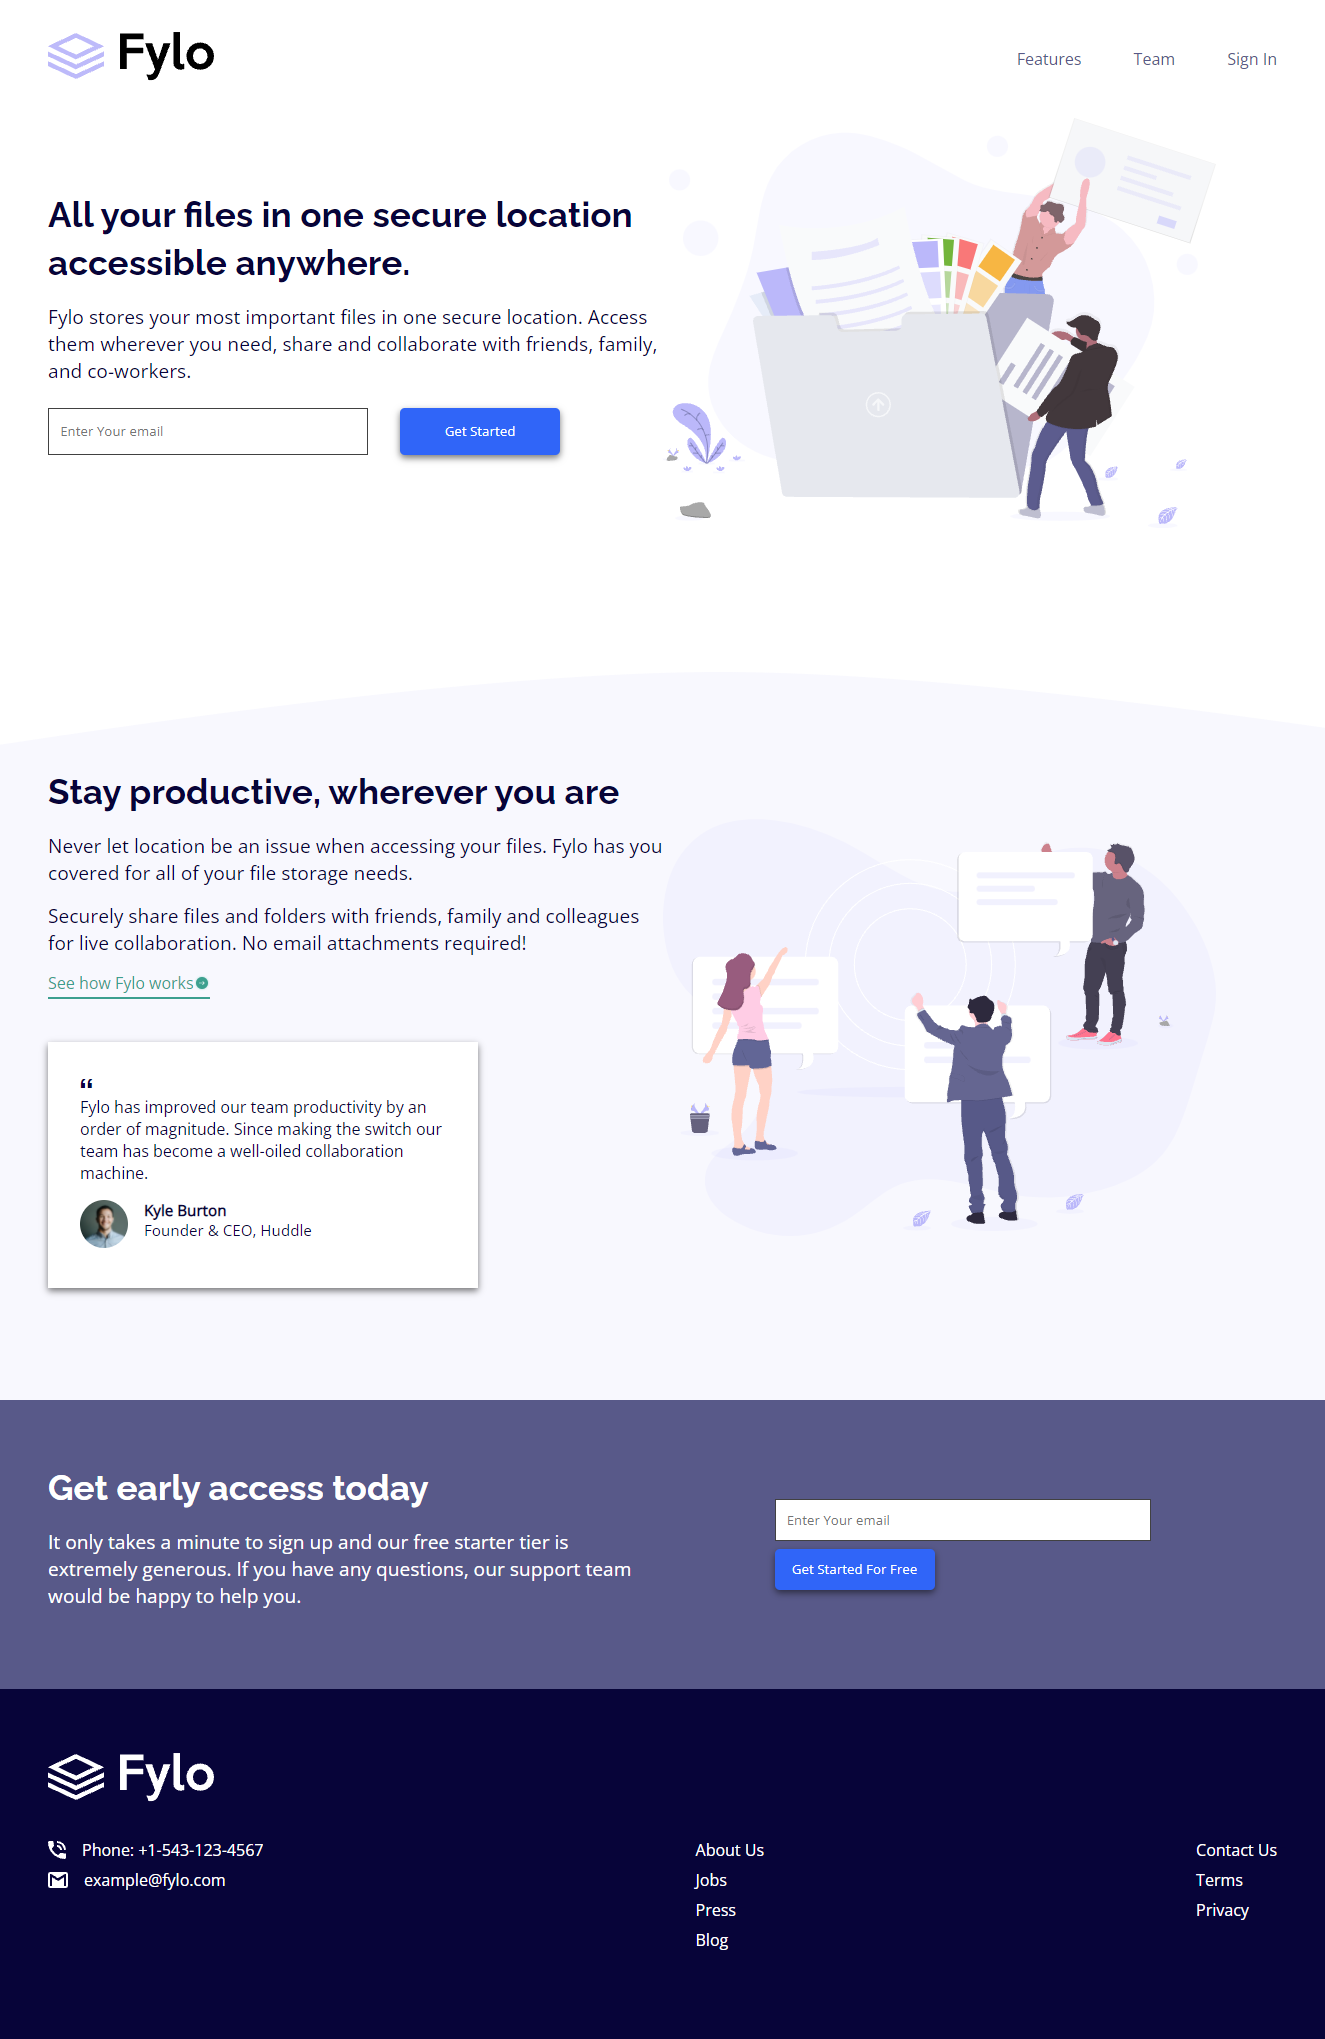 Fylo
Features
Team
Sign In
All your files in one secure location
accessible anywhere.
Fylo stores your most important files in one secure location. Access
them wherever you need, share and collaborate with friends, family,
and co-workers.
Enter Your email
Get Started
Stay productive, wherever you are
Never let location be an issue when accessing your files. Fylo has you
covered for all of your file storage needs.
Securely share files and folders with friends, family and colleagues
for live collaboration. No email attachments required!
See how Fylo works
“
Fylo has improved our team productivity by an
order of magnitude. Since making the switch our
team has become a well-oiled collaboration
machine.
Kyle Burton
Founder & CEO, Huddle
Get early access today
It only takes a minute to sign up and our free starter tier is
extremely generous. If you have any questions, our support team
would be happy to help you.
Enter Your email
Get Started For Free
Fylo
Phone: +1-543-123-4567
example@fylo.com
About Us
Jobs
Press
Blog
Contact Us
Terms
Privacy